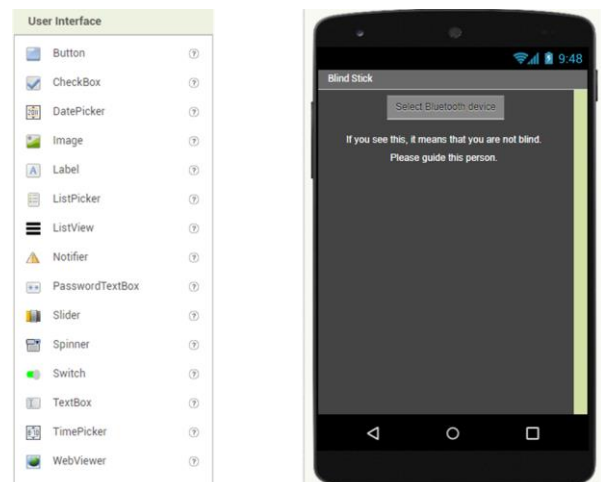 User Interface
Button
CheckBox
DatePicker
Image
Label
ListPicker
ListView
Notifier
PasswordTextBox
Slider
Spinner
Switch
TextBox
TimePicker
WebViewer
9:48
Blind Stick
Select Bluetooth device
If you see this, it means that you are not blind.
Please guide this person.